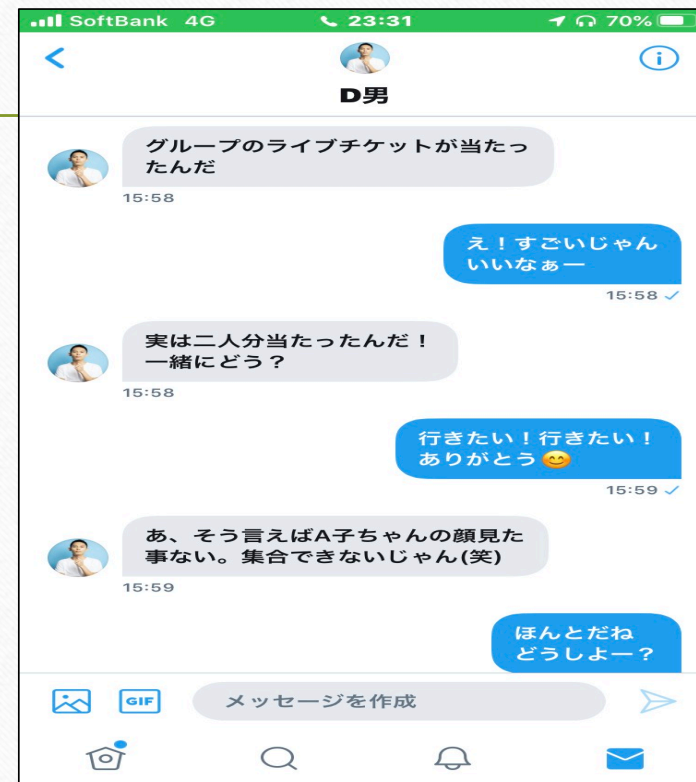 SoftBank 4G 23:31 70%
D男
グループのライブチケットが当たっ
たんだ
15:58
え！すごいじゃん
いいなぁー
15:58
実は二人分当たったんだ！
一緒にどう？
15:58
行きたい！行きたい！
ありがとう😊
15:59
あ、そう言えばA子ちゃんの顔見た
事ない。集合できないじゃん(笑)
15:59
ほんとだね
どうしよー？
GIF メッセージを作成